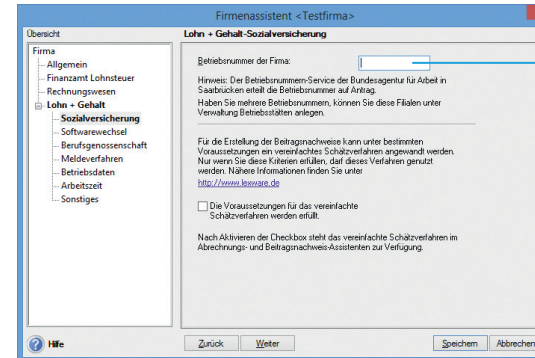 Firmenassistent <Testfirma>
Übersicht
Firma
Allgemein
Finanzamt Lohnsteuer
Rechnungswesen
Lohn + Gehalt
Sozialversicherung
Softwarewechsel
Berufsgenossenschaft
Meldeverfahren
Betriebsdaten
Arbeitszeit
Sonstiges
Lohn + Gehalt-Sozialversicherung
Betriebsnummer der Firma:
Hinweis: Der Betriebsnummern-Service der Bundesagentur für Arbeit in
Saarbrücken erteilt die Betriebsnummer auf Antrag.
Haben Sie mehrere Betriebsnummern, können Sie diese Filialen unter
Verwaltung Betriebsstätten anlegen.
Für die Erstellung der Beitragsnachweise kann unter bestimmten
Voraussetzungen ein vereinfachtes Schätzverfahren angewandt werden.
Nur wenn Sie diese Kriterien erfüllen, darf dieses Verfahren genutzt
werden. Nähere Informationen finden Sie unter
http://www.lexware.de
Die Voraussetzungen für das vereinfachte
Schätzverfahren werden erfüllt.
Nach Aktivieren der Checkbox steht das vereinfachte Schätzverfahren im
Abrechnungs- und Beitragsnachweis-Assistenten zur Verfügung.
Hilfe
Zurück
Weiter
Speichern
Abbrechen